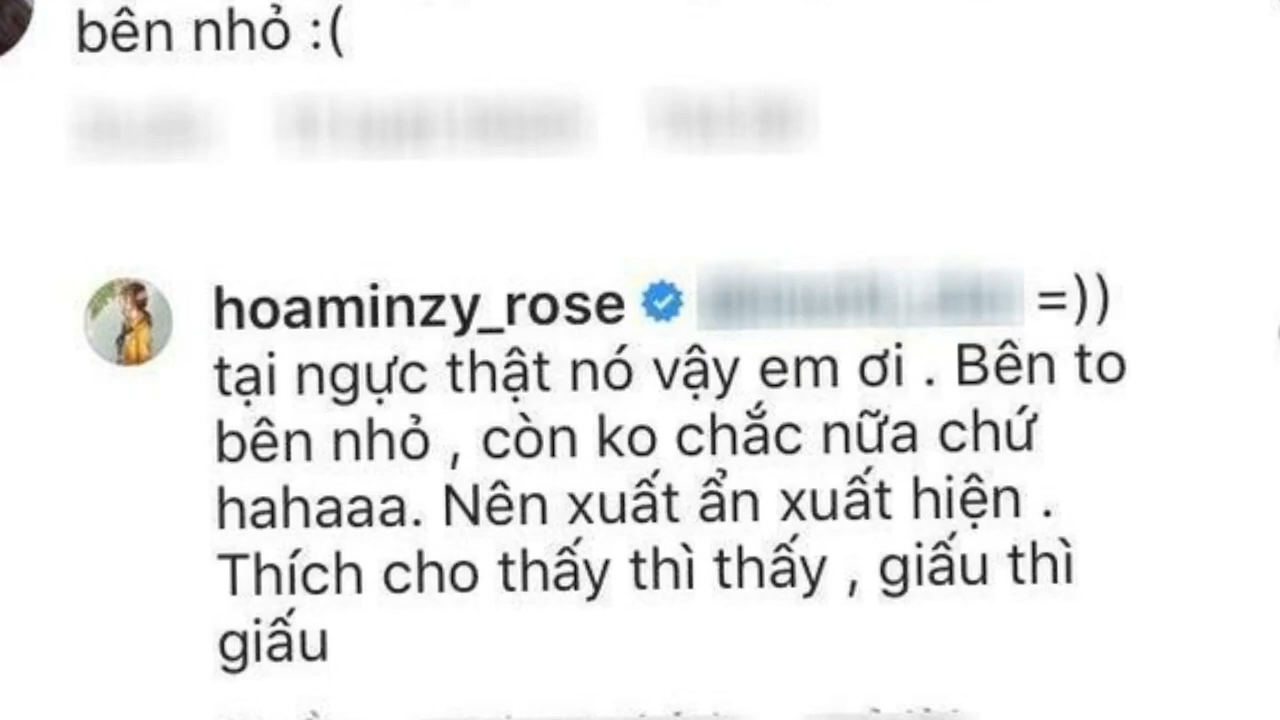 bên nhỏ :(
hoaminzy_rose =))
tại ngực thật nó vậy em ơi . Bên to
bên nhỏ , còn ko chắc nữa chứ
hahaaa. Nên xuất ẩn xuất hiện .
Thích cho thấy thì thấy , giấu thì
giấu